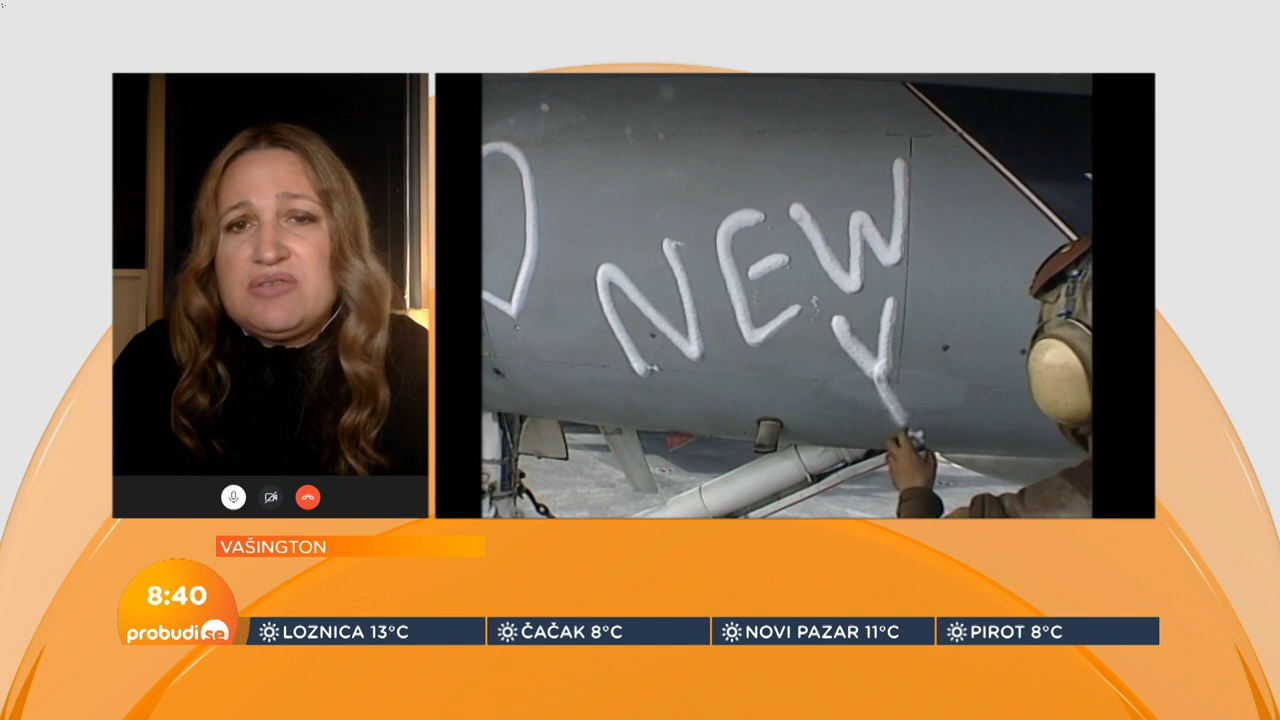 NEW
Y
VAŠINGTON
8:40
probudi se
LOZNICA 13°C
ČAČAK 8°C
NOVI PAZAR 11°C
PIROT 8°C